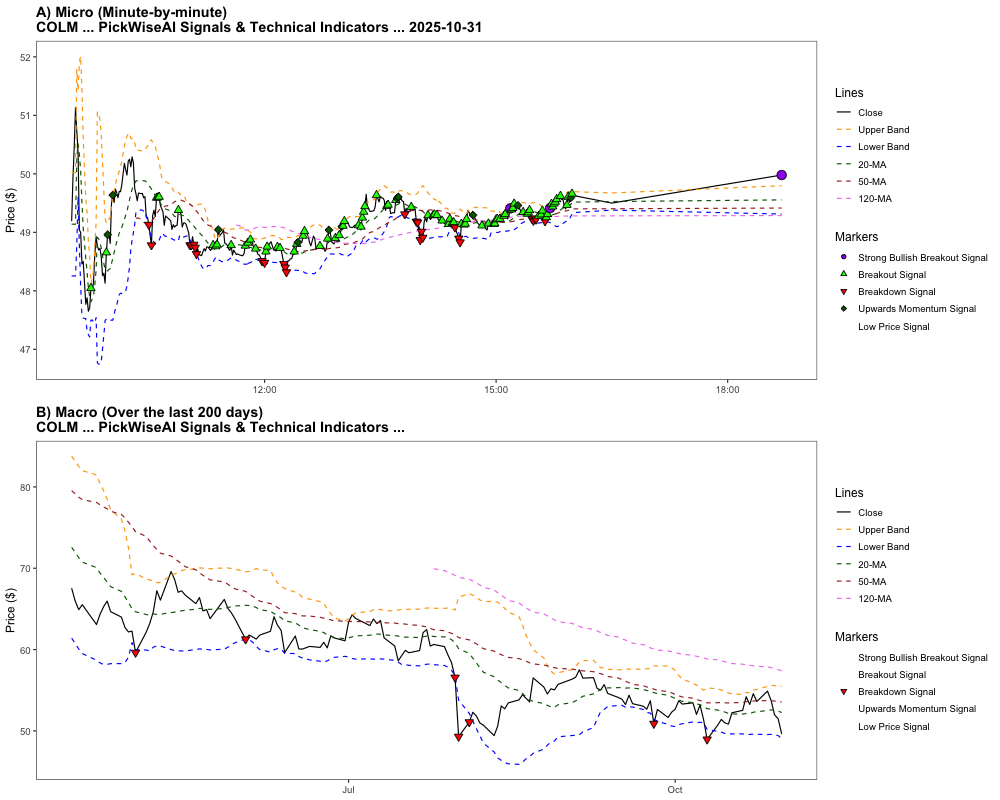 A) Micro (Minute-by-minute)
COLM ... PickWiseAI Signals & Technical Indicators ... 2025-10-31
Price ($)
52
51
50
49
48
47
12:00
15:00
18:00
Lines
Close
Upper Band
Lower Band
20-MA
50-MA
120-MA
Markers
Strong Bullish Breakout Signal
Breakout Signal
Breakdown Signal
Upwards Momentum Signal
Low Price Signal
B) Macro (Over the last 200 days)
COLM ... PickWiseAI Signals & Technical Indicators ...
Price ($)
80
70
60
50
Jul
Oct
Lines
Close
Upper Band
Lower Band
20-MA
50-MA
120-MA
Markers
Strong Bullish Breakout Signal
Breakout Signal
Breakdown Signal
Upwards Momentum Signal
Low Price Signal